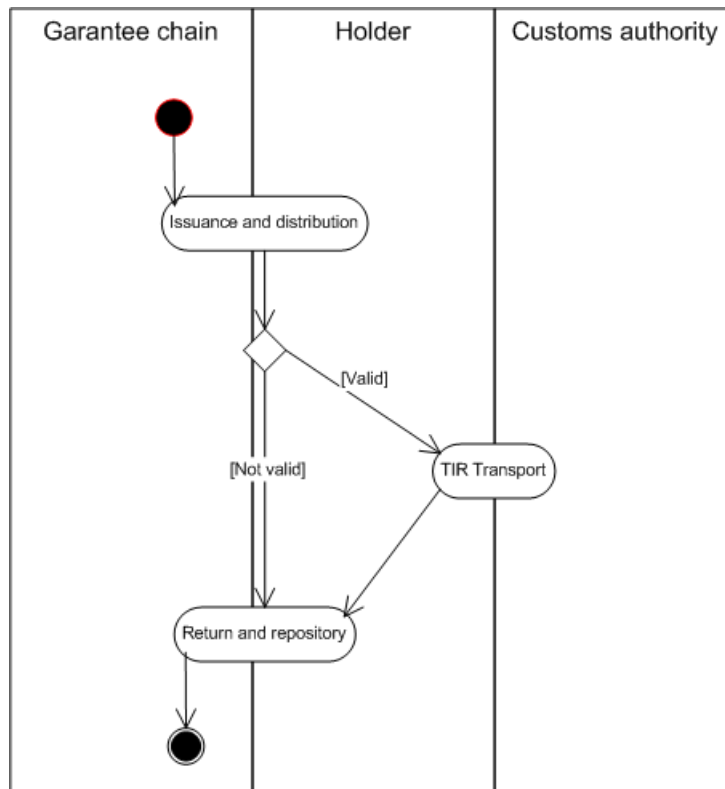 Garantee chain
Holder
Customs authority
Issuance and distribution
[Valid]
TIR Transport
[Not valid]
Return and repository